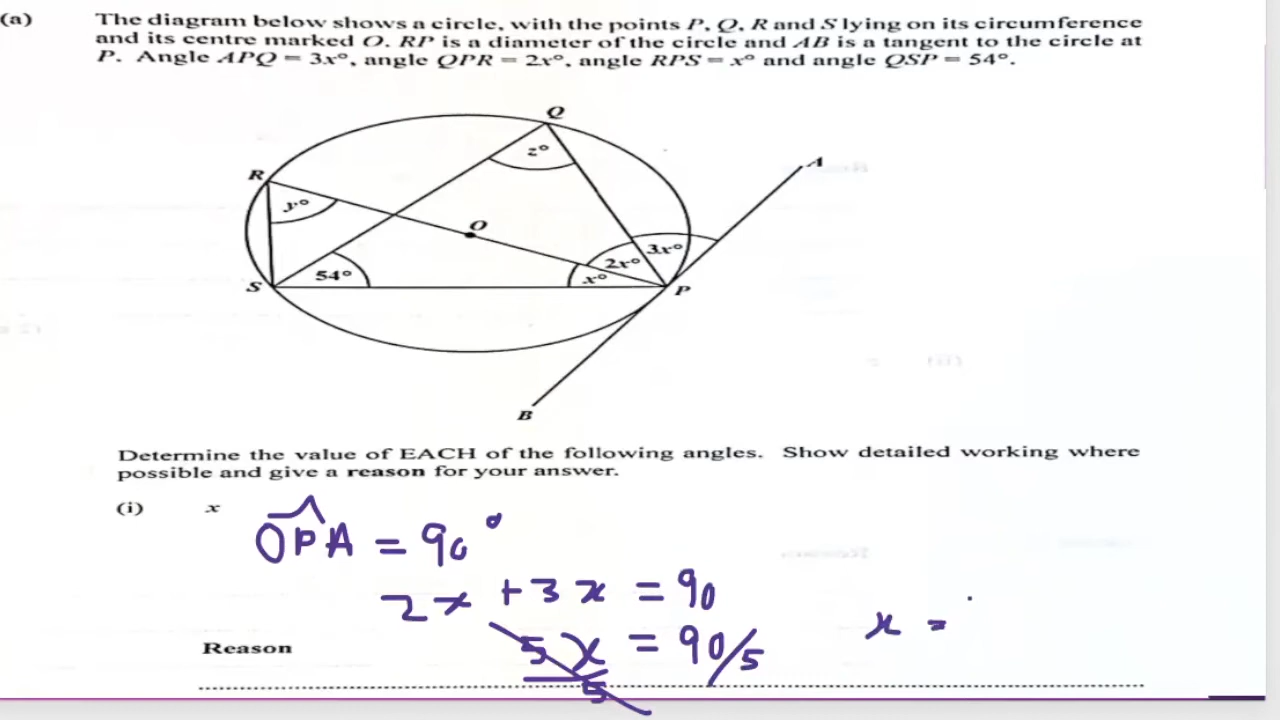 (a) The diagram below shows a circle, with the points P, Q, R and S lying on its circumference
and its centre marked O. RP is a diameter of the circle and AB is a tangent to the circle at
P. Angle APQ = 3x°, angle QPR = 2x°, angle RPS = x° and angle QSP = 54°.
Q
z°
A
R
y°
O
3x°
2x°
S
54°
x°
P
B
Determine the value of EACH of the following angles. Show detailed working where
possible and give a reason for your answer.
(i) x
OPA = 90°
2x + 3x = 90
5x = 90/5
5
x =
Reason